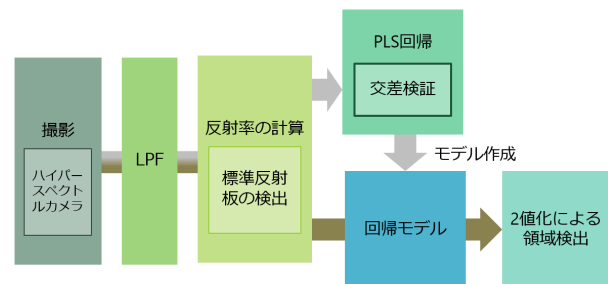 撮影
ハイパー
スペクト
ルカメラ
LPF
反射率の計算
標準反射
板の検出
PLS回帰
交差検証
モデル作成
回帰モデル
2値化による
領域検出